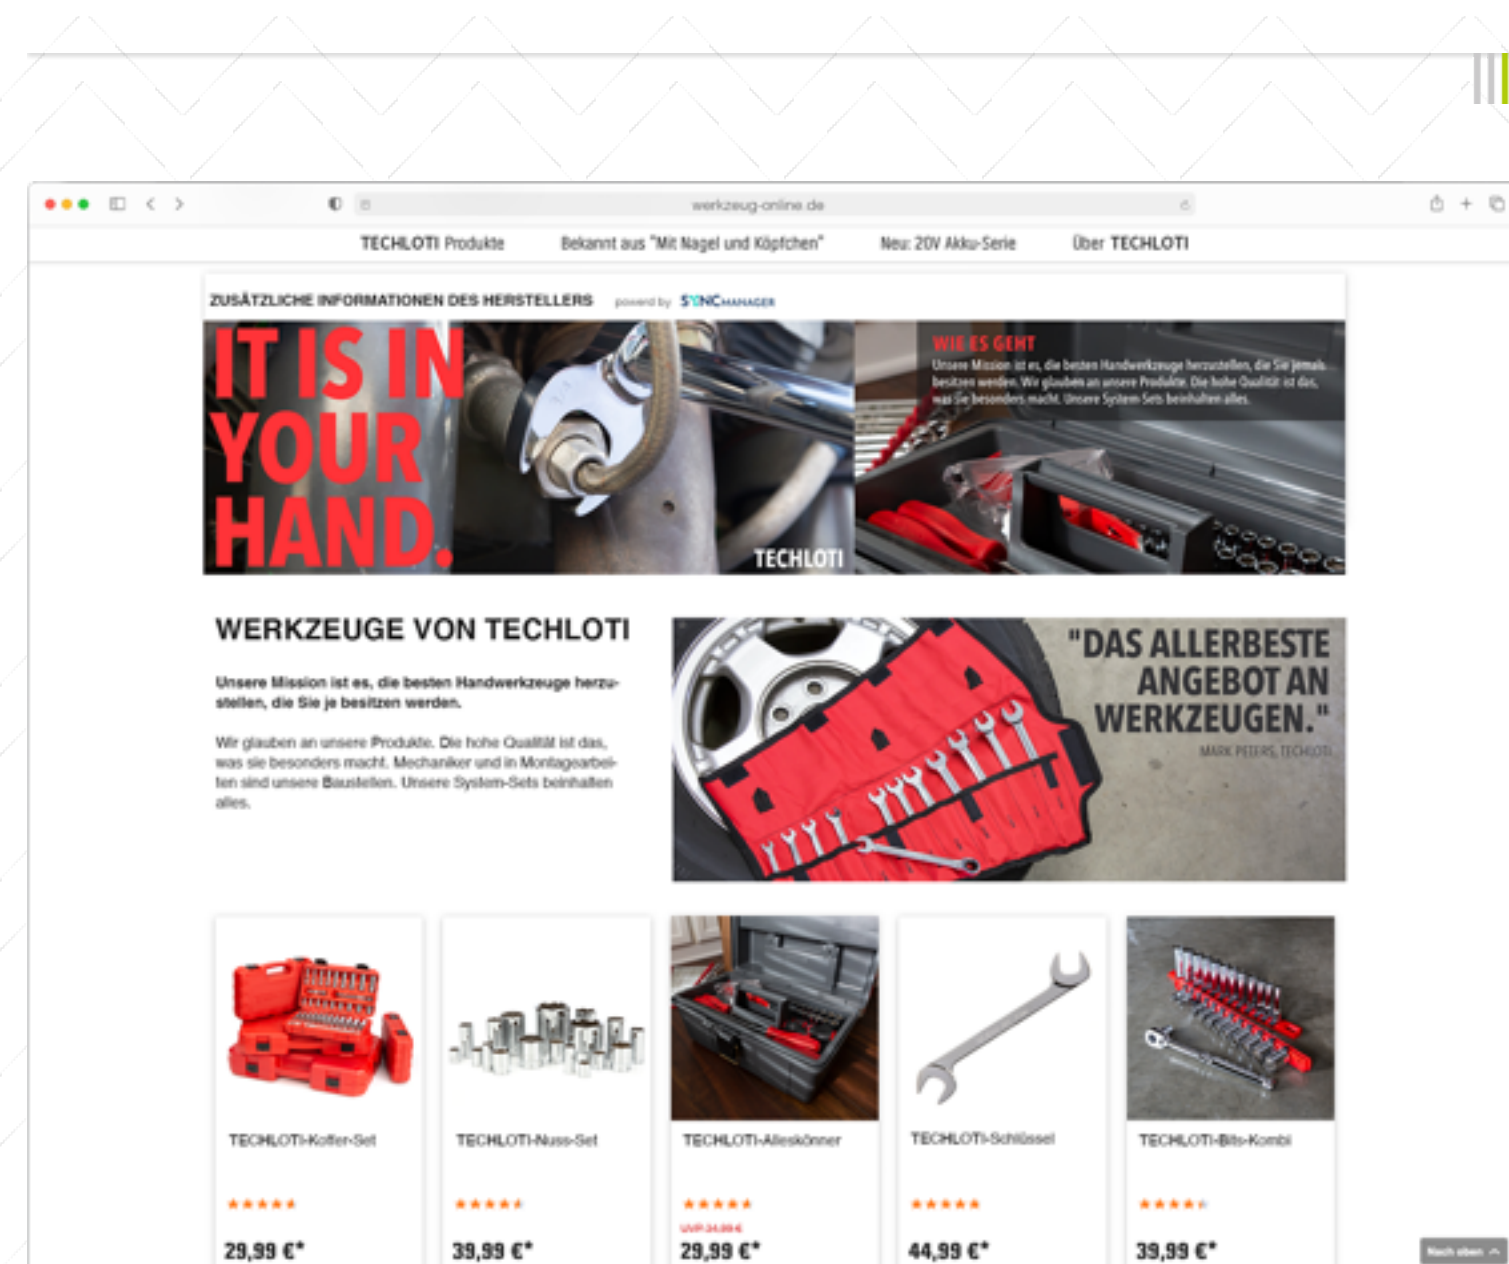 werkzeug-online.de
TECHLOTI Produkte
Bekannt aus "Mit Nagel und Köpfchen"
Neu: 20V Akku-Serie
Über TECHLOTI
ZUSÄTZLICHE INFORMATIONEN DES HERSTELLERS powered by SYNCMANAGER
IT IS IN
YOUR
HAND.
TECHLOTI
WIE ES GEHT
Unsere Mission ist es, die besten Handwerkzeuge herzustellen, die Sie jemals
besitzen werden. Wir glauben an unsere Produkte. Die hohe Qualität ist das,
was sie besonders macht. Unsere System-Sets beinhalten alles.
WERKZEUGE VON TECHLOTI
Unsere Mission ist es, die besten Handwerkzeuge herzu-
stellen, die Sie je besitzen werden.
Wir glauben an unsere Produkte. Die hohe Qualität ist das,
was sie besonders macht. Mechaniker und in Montagearbei-
ten sind unsere Baustellen. Unsere System-Sets beinhalten
alles.
"DAS ALLERBESTE
ANGEBOT AN
WERKZEUGEN."
MARK PETERS, TECHLOTI
TECHLOTI-Koffer-Set
29,99 €*
TECHLOTI-Nuss-Set
39,99 €*
TECHLOTI-Alleskönner
UVP 34,99 €
29,99 €*
TECHLOTI-Schlüssel
44,99 €*
TECHLOTI-Bits-Kombi
39,99 €*
Nach oben